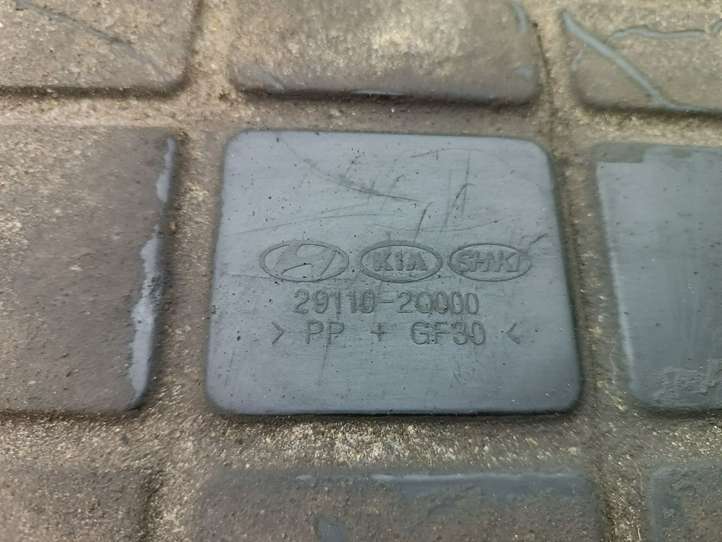 KIA SHKI
29110-2Q000
> PP + GF30 <